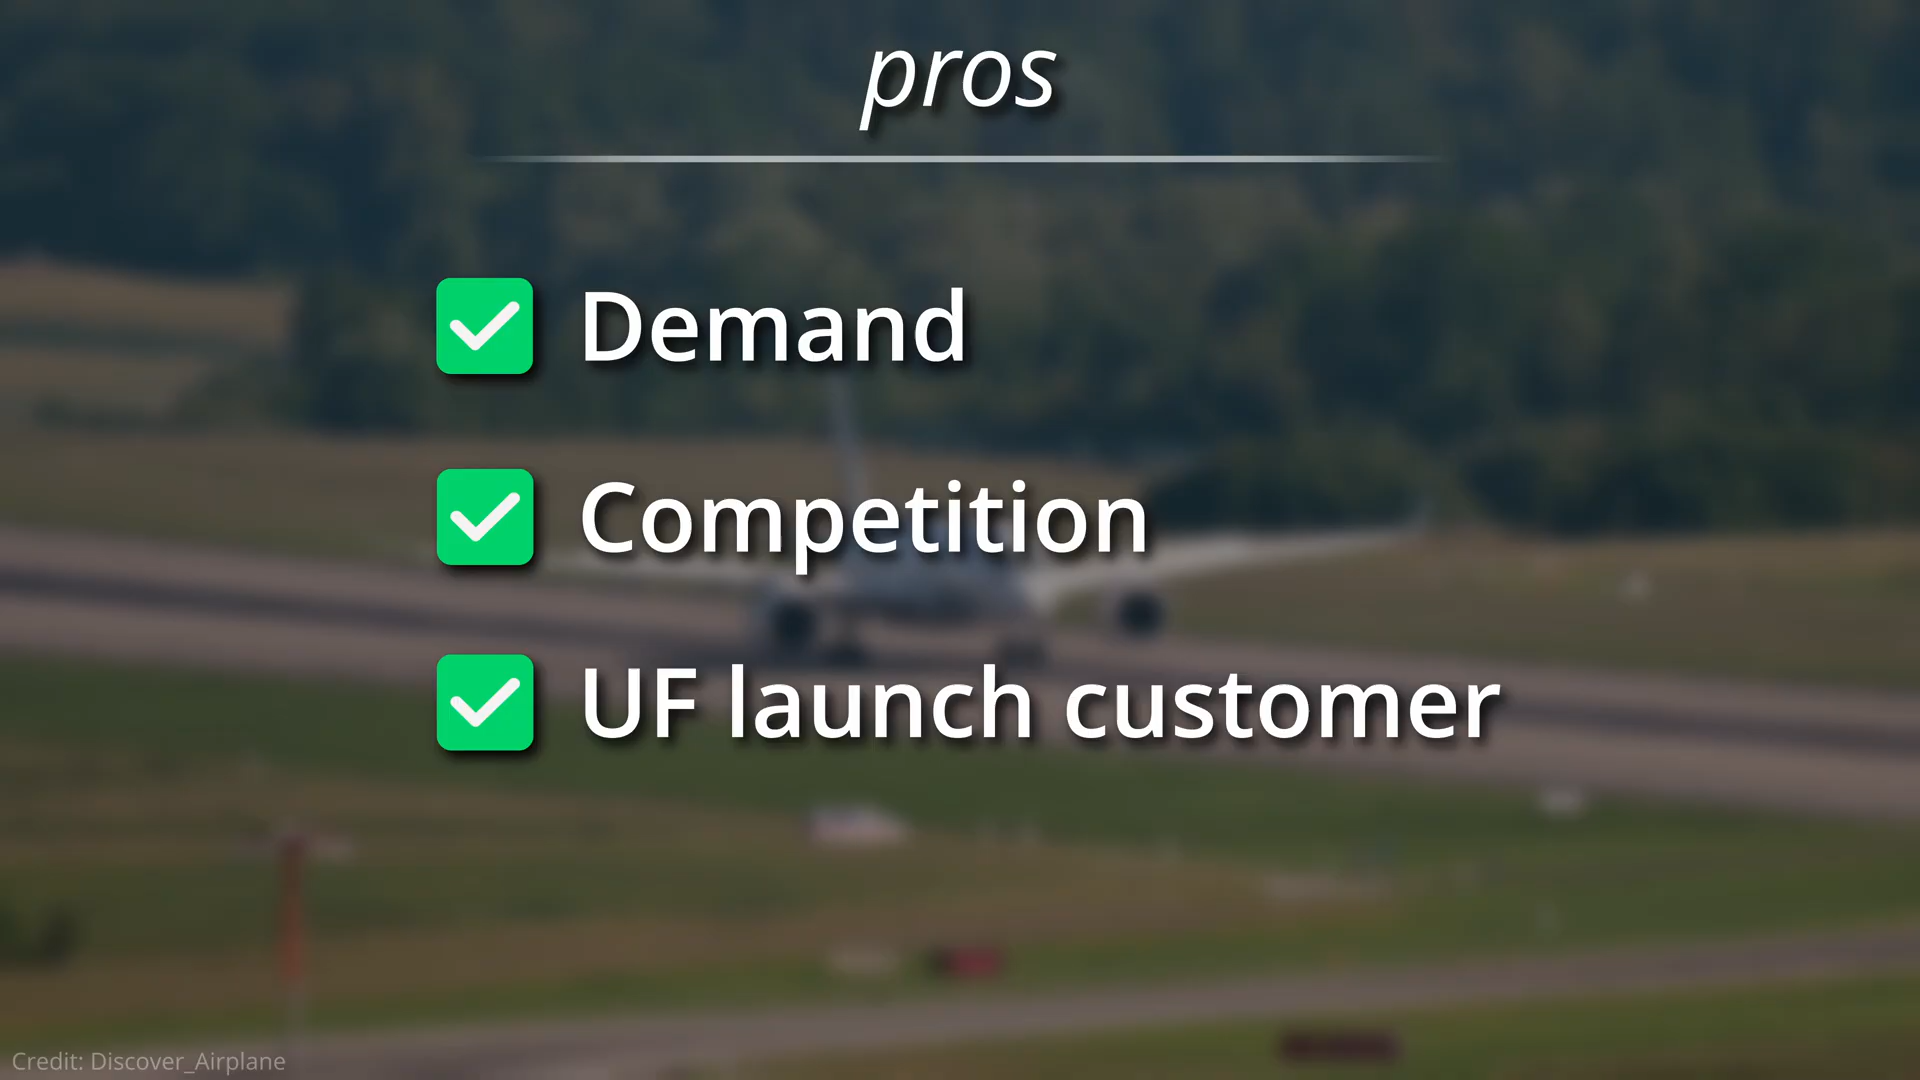 pros
Demand
Competition
UF launch customer
Credit: Discover_Airplane